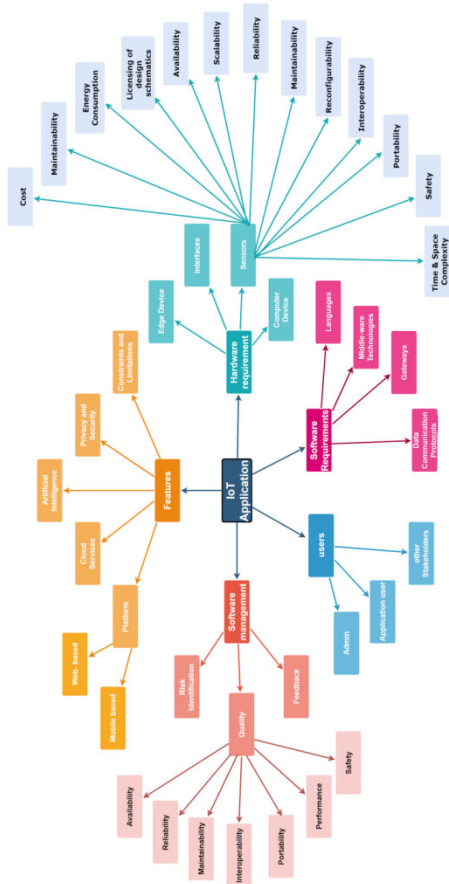 Cost
Maintainability
Energy
Consumption
Licensing of
design
schematics
Availability
Scalability
Reliability
Maintainability
Reconfigurability
Interoperability
Portability
Safety
Time & Space
Complexity
Edge Device
Interfaces
Sensors
Computer
Device
Hardware
requirement
Constraints and
Limitations
Privacy and
Security
Artificial
Intelligence
Cloud
Services
Platform
Web- based
Mobile based
Features
IoT
Application
Software
Requirements
Languages
Middle-ware
Technologies
Gateways
Data
Communication
Protocols
users
Admin
Application user
other
Stakeholders
Software
management
Risk
Identification
Quality
Feedback
Availability
Reliability
Maintainability
Interoperability
Portability
Performance
Safety